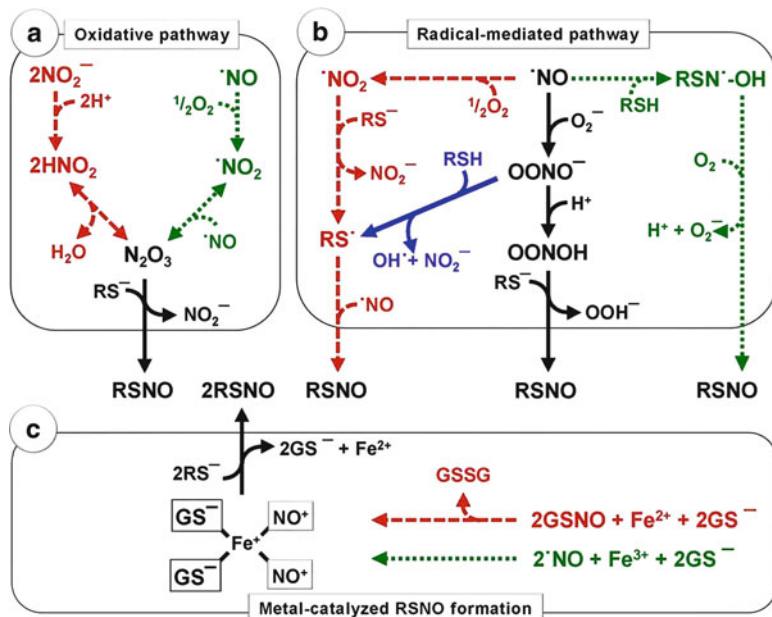 a
Oxidative pathway
2NO₂⁻
2H⁺
2HNO₂
H₂O
˙NO
¹/₂O₂
˙NO₂
˙NO
N₂O₃
RS⁻
NO₂⁻
RSNO
b
Radical-mediated pathway
˙NO₂
¹/₂O₂
˙NO
RSH
RSN˙-OH
RS⁻
NO₂⁻
O₂⁻
RSH
OONO⁻
O₂
RS˙
OH˙+ NO₂⁻
H⁺
H⁺ + O₂⁻
OONOH
RS⁻
OOH⁻
˙NO
RSNO
RSNO
RSNO
c
2RSNO
2GS⁻ + Fe²⁺
2RS⁻
GS⁻
NO⁺
Fe⁺
GS⁻
NO⁺
GSSG
2GSNO + Fe²⁺ + 2GS⁻
2˙NO + Fe³⁺ + 2GS⁻
Metal-catalyzed RSNO formation